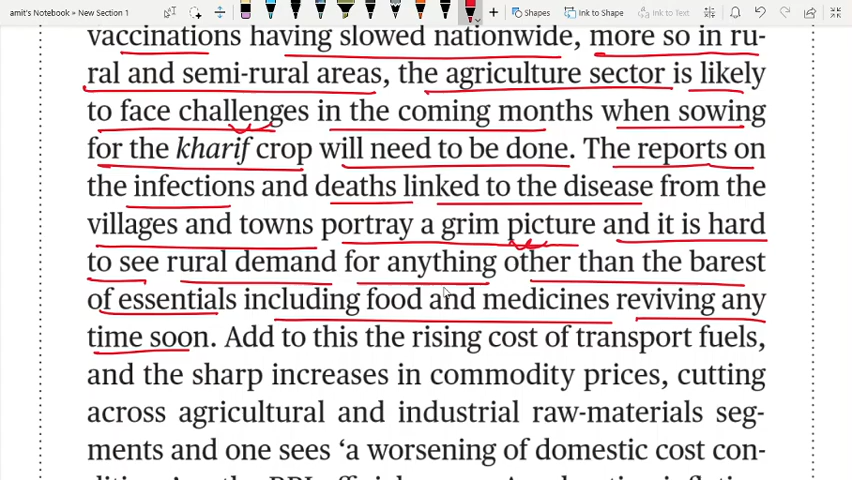 amit's Notebook » New Section 1
Shapes
Ink to Shape
Ink to Text
vaccinations having slowed nationwide, more so in ru-
ral and semi-rural areas, the agriculture sector is likely
to face challenges in the coming months when sowing
for the kharif crop will need to be done. The reports on
the infections and deaths linked to the disease from the
villages and towns portray a grim picture and it is hard
to see rural demand for anything other than the barest
of essentials including food and medicines reviving any
time soon. Add to this the rising cost of transport fuels,
and the sharp increases in commodity prices, cutting
across agricultural and industrial raw-materials seg-
ments and one sees ‘a worsening of domestic cost con-